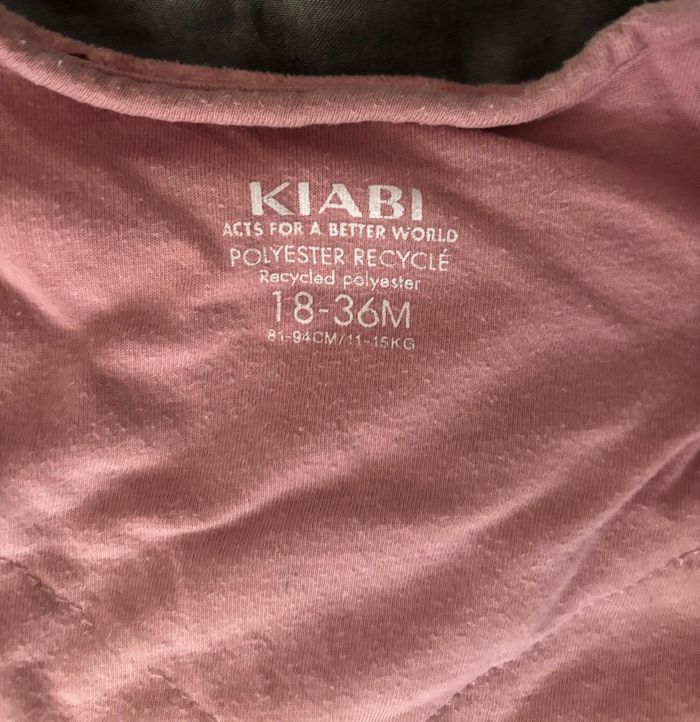 KIABI
ACTS FOR A BETTER WORLD
POLYESTER RECYCLÉ
Recycled polyester
18-36M
81-94CM/11-15KG